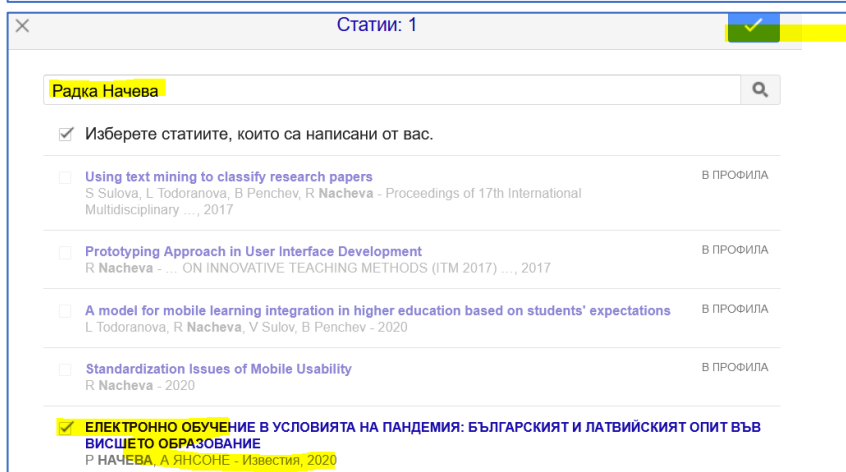 Статии: 1
Радка Начева
Изберете статиите, които са написани от вас.
Using text mining to classify research papers
В ПРОФИЛА
S Sulova, L Todoranova, B Penchev, R Nacheva - Proceedings of 17th International
Multidisciplinary …, 2017
Prototyping Approach in User Interface Development
В ПРОФИЛА
R Nacheva - … ON INNOVATIVE TEACHING METHODS (ITM 2017) …, 2017
A model for mobile learning integration in higher education based on students' expectations
В ПРОФИЛА
L Todoranova, R Nacheva, V Sulov, B Penchev - 2020
Standardization Issues of Mobile Usability
В ПРОФИЛА
R Nacheva - 2020
ЕЛЕКТРОННО ОБУЧЕНИЕ В УСЛОВИЯТА НА ПАНДЕМИЯ: БЪЛГАРСКИЯТ И ЛАТВИЙСКИЯТ ОПИТ ВЪВ
ВИСШЕТО ОБРАЗОВАНИЕ
Р НАЧЕВА, А ЯНСОНЕ - Известия, 2020